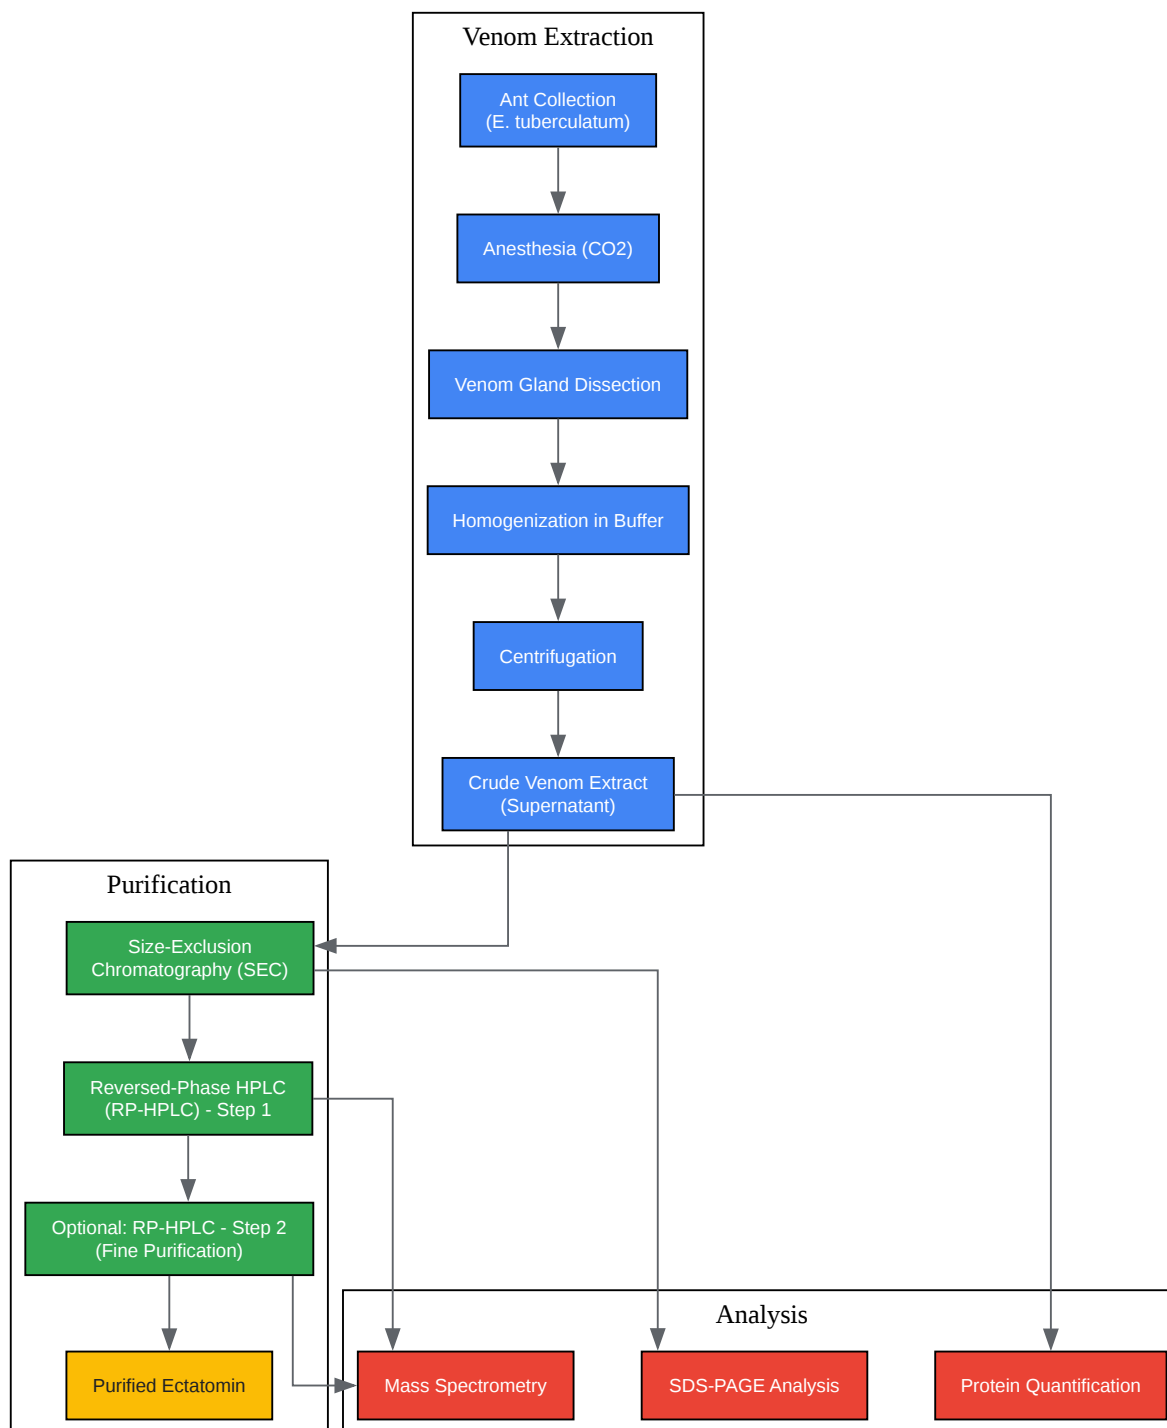 Venom Extraction
Ant Collection
(E. tuberculatum)
Anesthesia (CO2)
Venom Gland Dissection
Homogenization in Buffer
Centrifugation
Crude Venom Extract
(Supernatant)
Purification
Size-Exclusion
Chromatography (SEC)
Reversed-Phase HPLC
(RP-HPLC) - Step 1
Optional: RP-HPLC - Step 2
(Fine Purification)
Purified Ectatomin
Analysis
Mass Spectrometry
SDS-PAGE Analysis
Protein Quantification